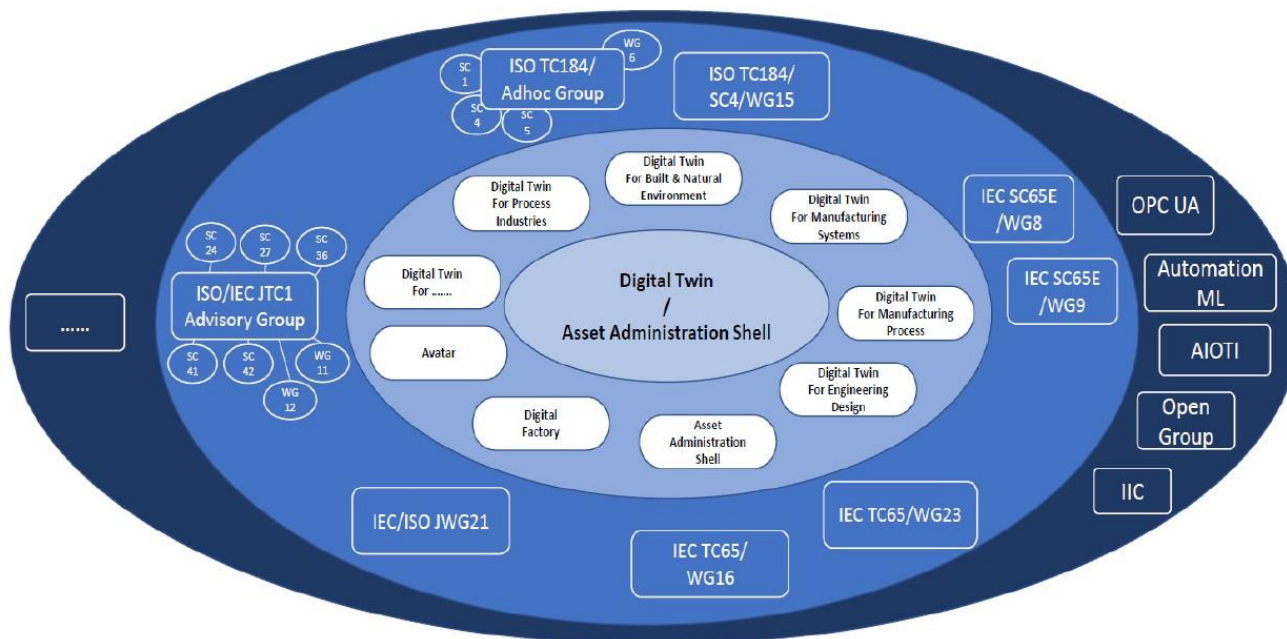 WG
6
SC
1
ISO TC184/
Adhoc Group
SC
4
SC
5
ISO TC184/
SC4/WG15
Digital Twin
For Built & Natural
Environment
Digital Twin
For Process
Industries
Digital Twin
For Manufacturing
Systems
IEC SC65E
/WG8
OPC UA
SC
24
SC
27
SC
36
ISO/IEC JTC1
Advisory Group
SC
41
SC
42
WG
11
WG
12
......
Digital Twin
For .......
Digital Twin
/
Asset Administration Shell
IEC SC65E
/WG9
Automation
ML
Digital Twin
For Manufacturing
Process
AIOTI
Avatar
Digital Twin
For Engineering
Design
Open
Group
Digital
Factory
Asset
Administration
Shell
IIC
IEC/ISO JWG21
IEC TC65/WG23
IEC TC65/
WG16